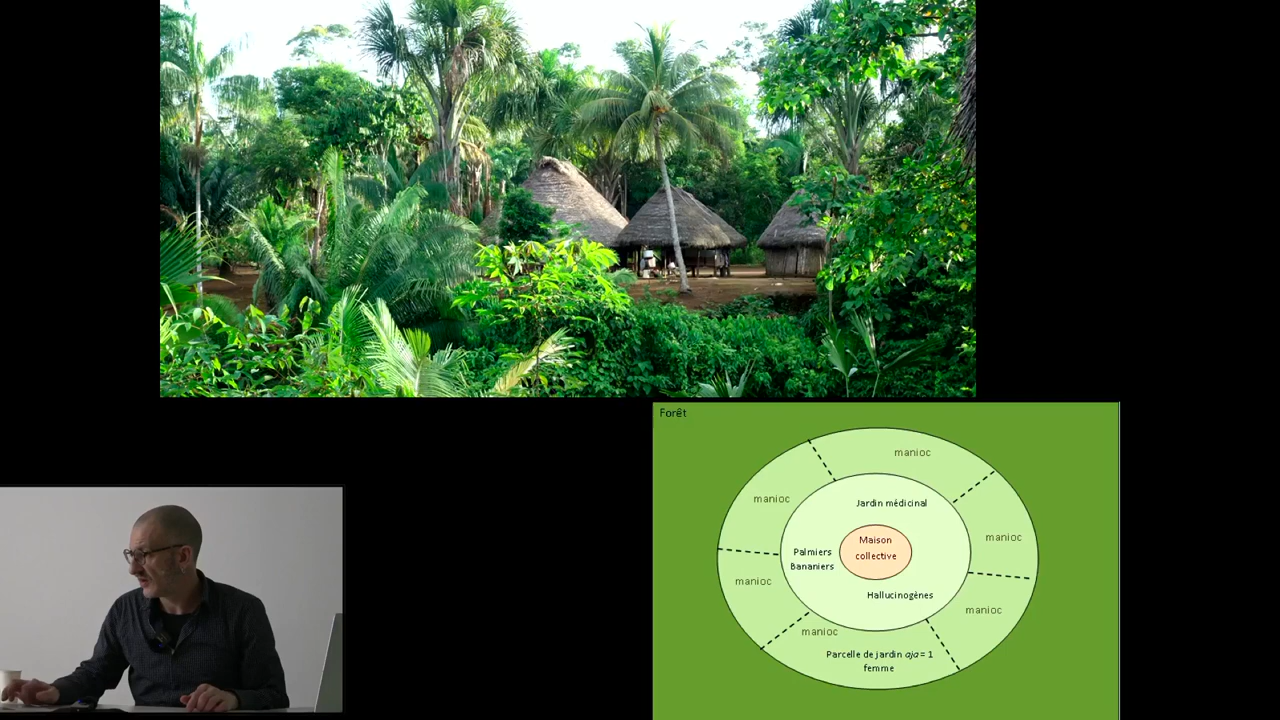 Forêt
manioc
manioc
Jardin médicinal
manioc
Maison
collective
Palmiers
Bananiers
manioc
Hallucinogènes
manioc
manioc
Parcelle de jardin aja = 1
femme